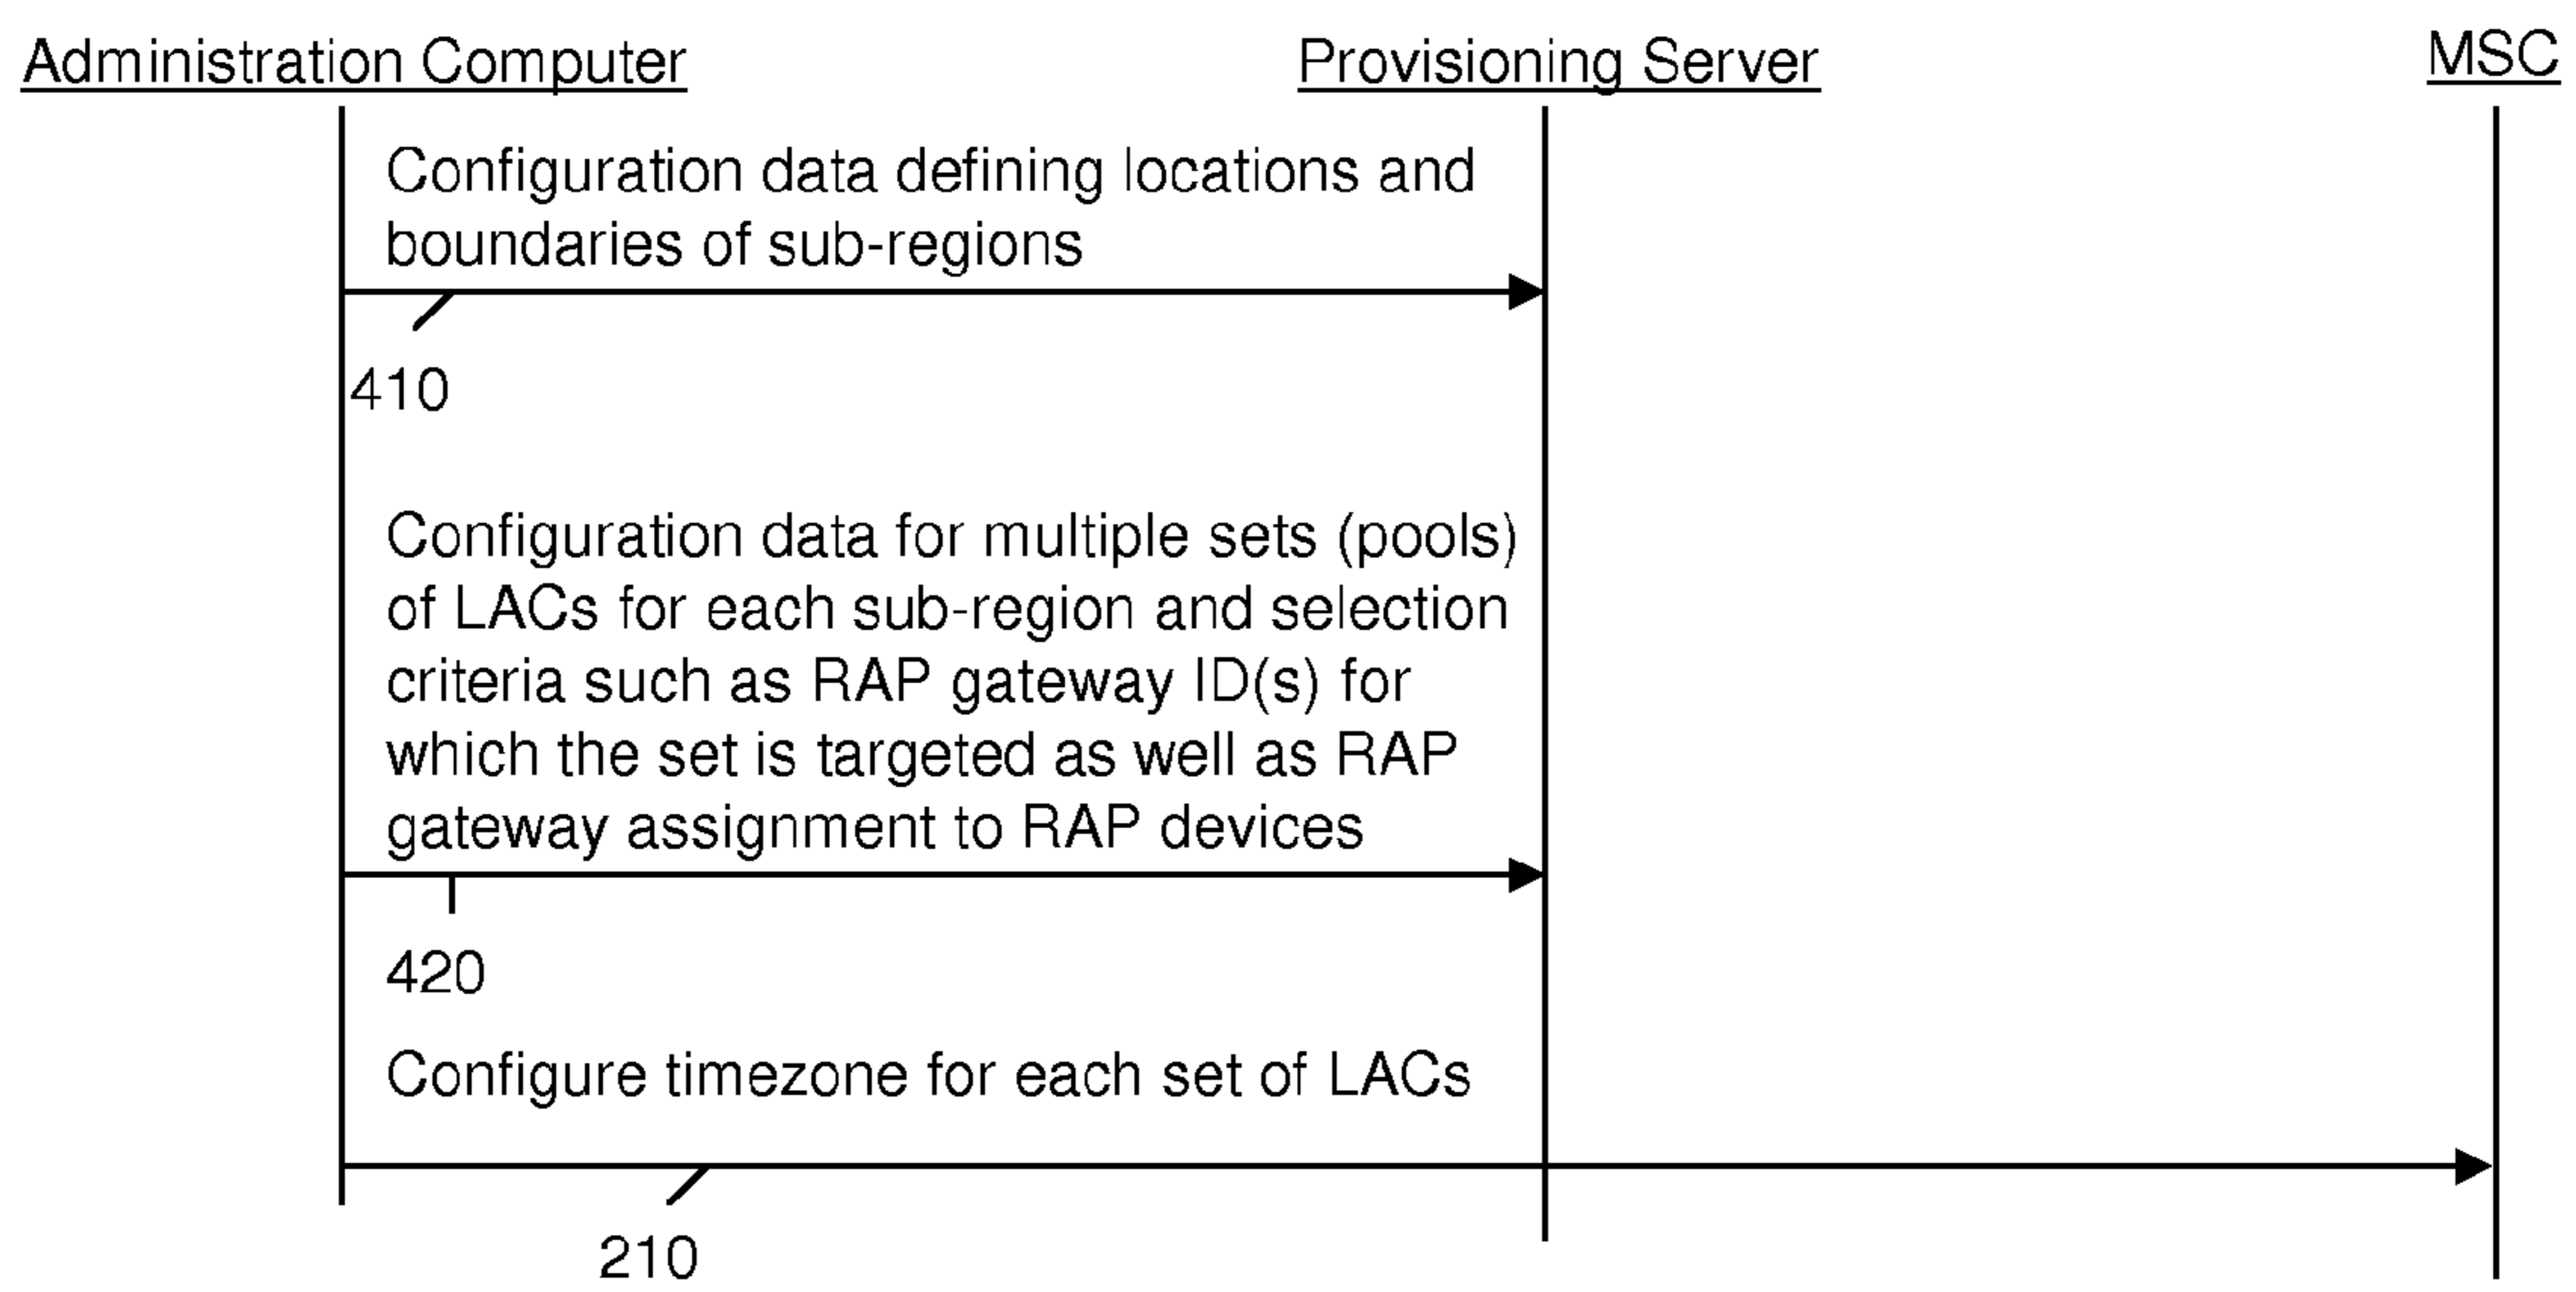 Administration Computer
Provisioning Server
MSC
Configuration data defining locations and
boundaries of sub-regions
410
Configuration data for multiple sets (pools)
of LACs for each sub-region and selection
criteria such as RAP gateway ID(s) for
which the set is targeted as well as RAP
gateway assignment to RAP devices
420
Configure timezone for each set of LACs
210